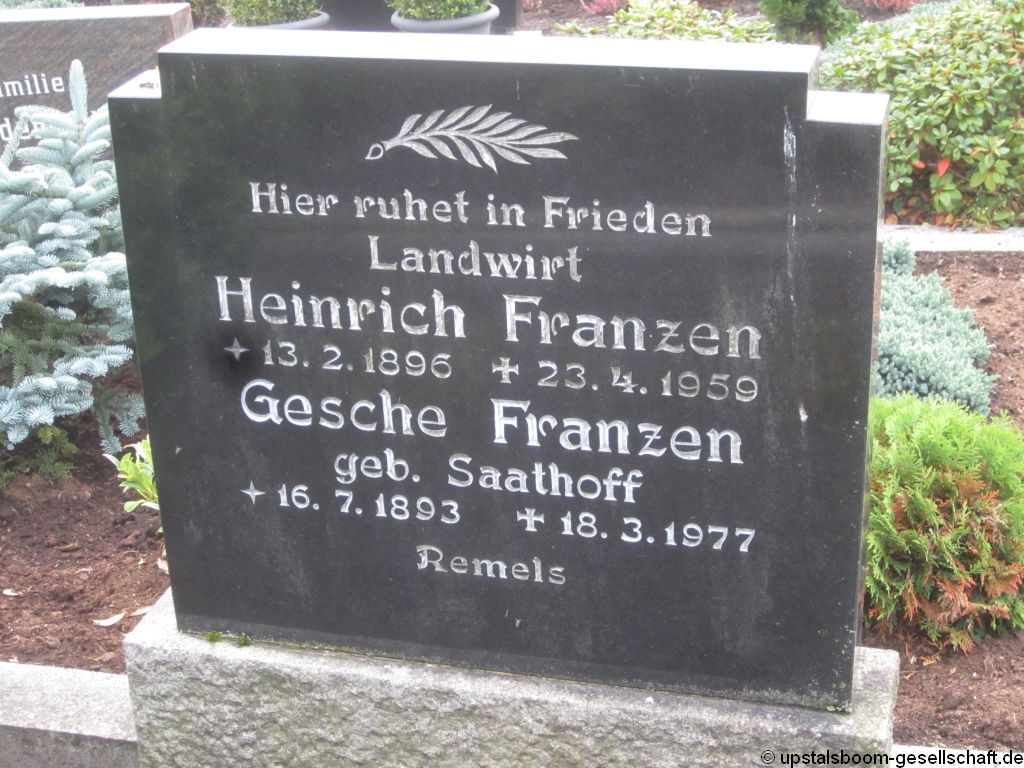 Hier ruhet in Frieden
Landwirt
Heinrich Franzen
13. 2. 1896 23. 4. 1959
Gesche Franzen
geb. Saathoff
16. 7. 1893 18. 3. 1977
Remels
© upstalsboom-gesellschaft.de